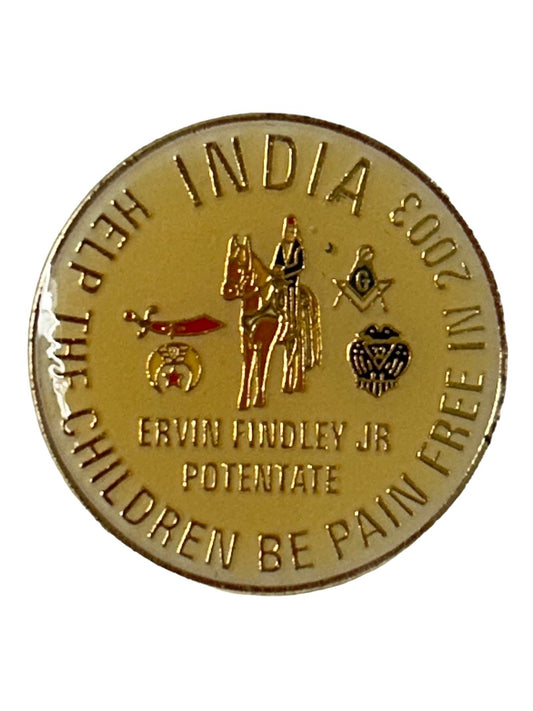 INDIA
HELP THE CHILDREN BE PAIN FREE IN 2003
G
ERVIN FINDLEY JR
POTENTATE